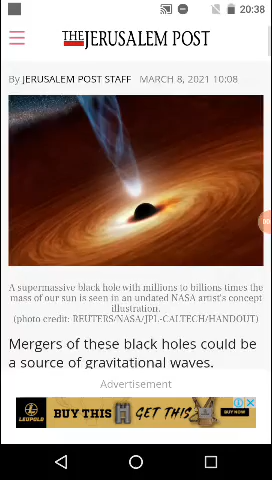 20:38
THE JERUSALEM POST
By JERUSALEM POST STAFF MARCH 8, 2021 10:08
A supermassive black hole with millions to billions times the
mass of our sun is seen in an undated NASA artist's concept
illustration.
(photo credit: REUTERS/NASA/JPL-CALTECH/HANDOUT)
Mergers of these black holes could be
a source of gravitational waves.
Advertisement
LEUPOLD
BUY THIS GET THIS
BUY NOW